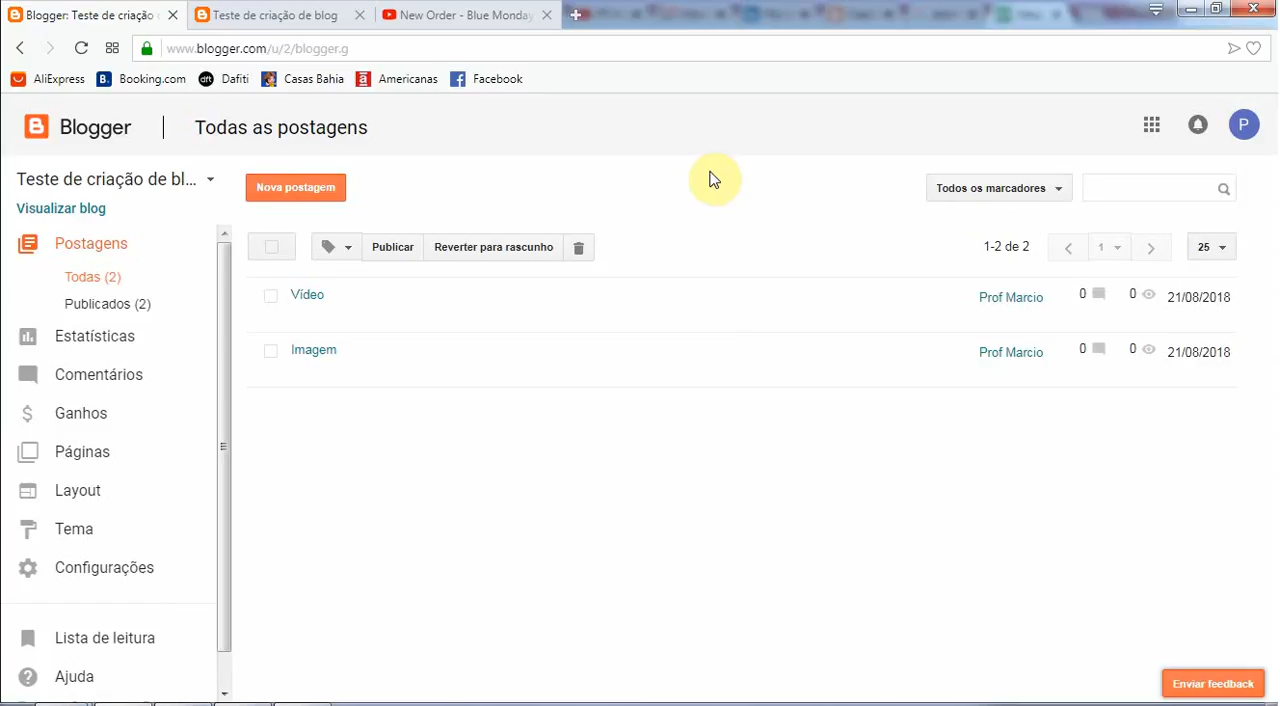 Blogger: Teste de criação
Teste de criação de blog
New Order - Blue Monday
www.blogger.com/u/2/blogger.g
AliExpress
B. Booking.com
dft Dafiti
Casas Bahia
a Americanas
Facebook
Blogger
Todas as postagens
P
Teste de criação de bl...
Visualizar blog
Nova postagem
Todos os marcadores
Postagens
Todas (2)
Publicados (2)
Estatísticas
Comentários
Ganhos
Páginas
Layout
Tema
Configurações
Lista de leitura
Ajuda
Publicar
Reverter para rascunho
1-2 de 2
1
25
Vídeo
Prof Marcio
0
0
21/08/2018
Imagem
Prof Marcio
0
0
21/08/2018
Enviar feedback